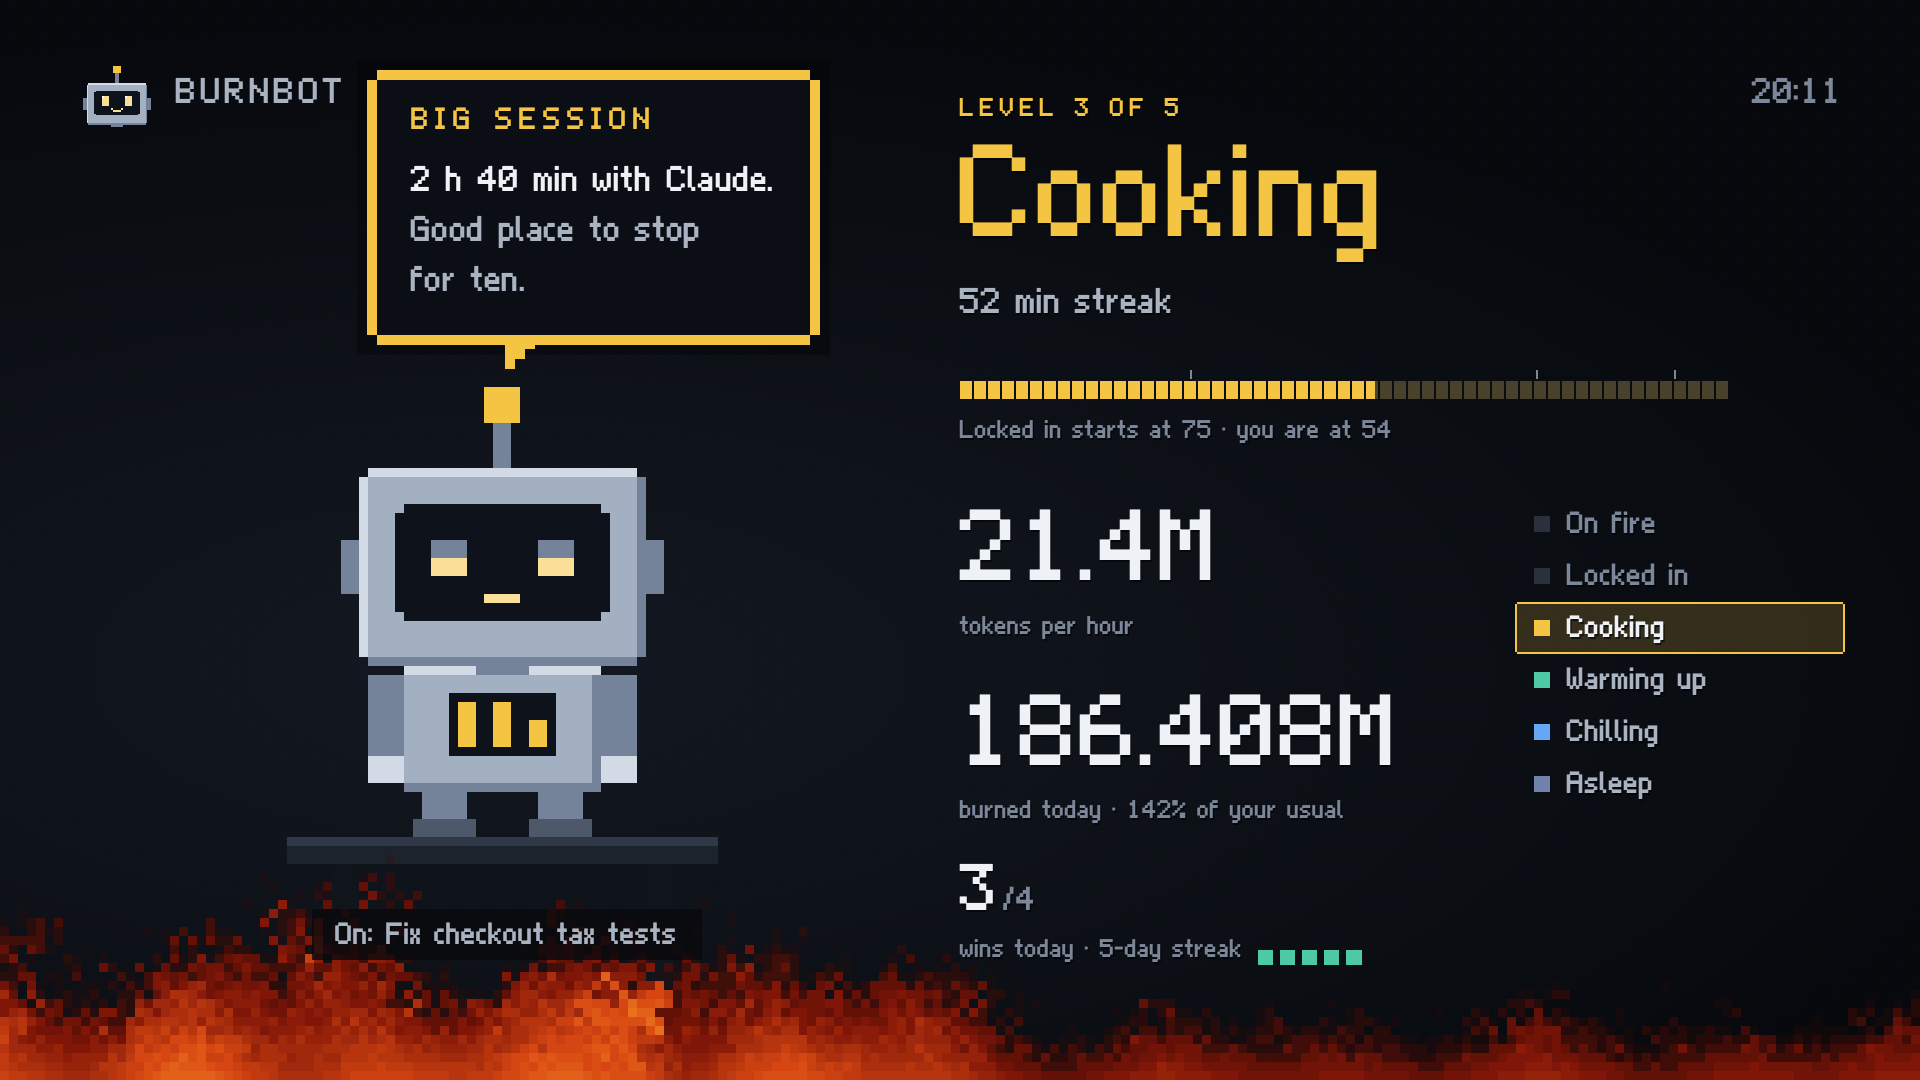 BURNBOT
BIG SESSION
2 h 40 min with Claude.
Good place to stop
for ten.
20:11
LEVEL 3 OF 5
Cooking
52 min streak
Locked in starts at 75 · you are at 54
21.4M
tokens per hour
186.408M
burned today · 142% of your usual
3/4
wins today · 5-day streak
On fire
Locked in
Cooking
Warming up
Chilling
Asleep
On: Fix checkout tax tests